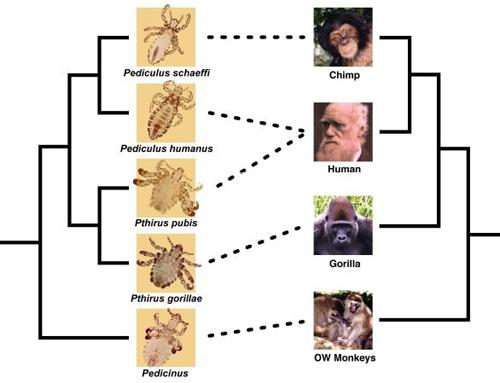 Pediculus schaeffi
Chimp
Pediculus humanus
Human
Pthirus pubis
Pthirus gorillae
Gorilla
Pedicinus
OW Monkeys